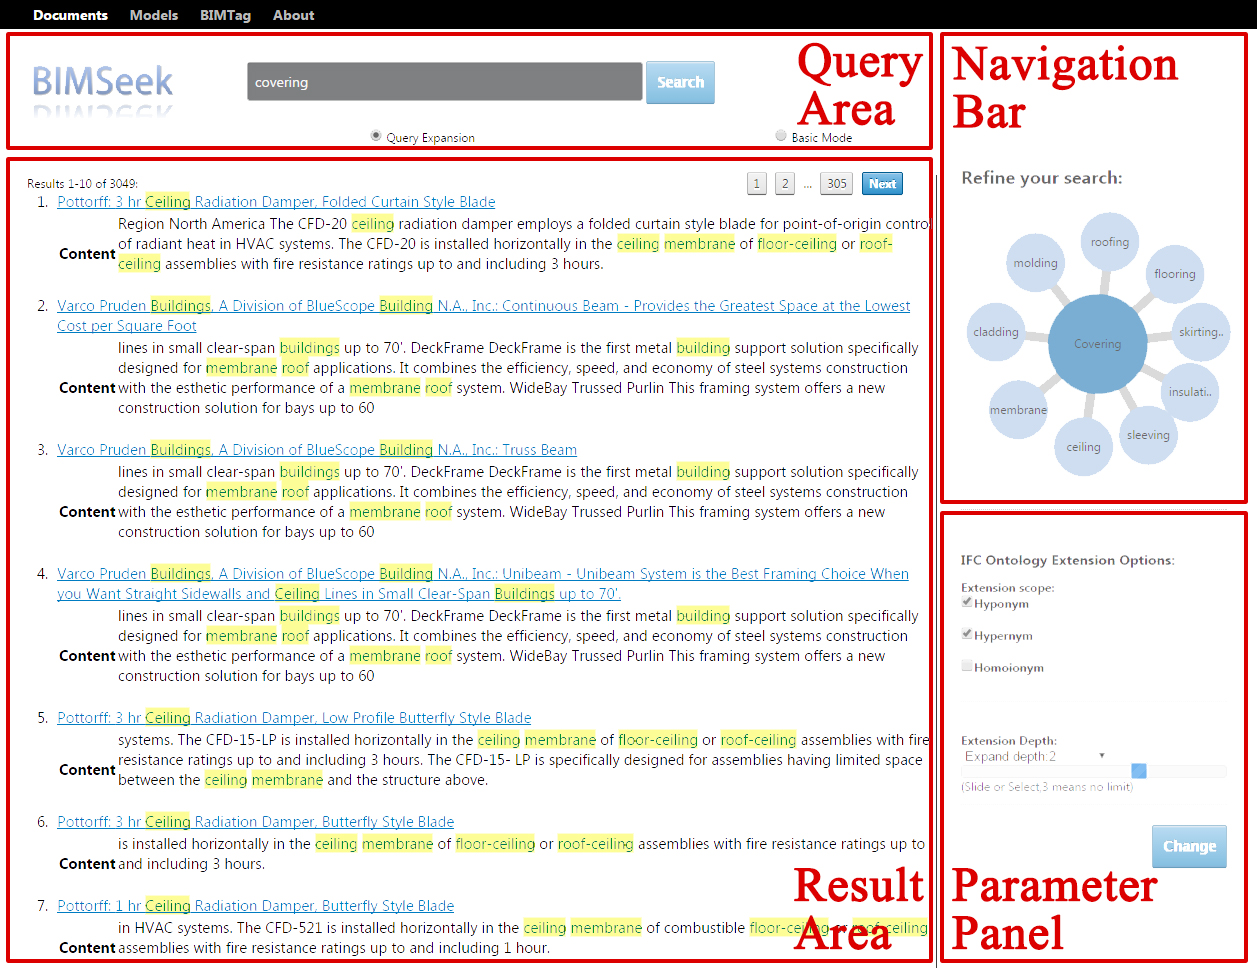 Documents Models BIMTag About
BIMSeek
covering
Search
Query Expansion
Basic Mode
Query
Area
Results 1-10 of 3049:
1 2 ... 305 Next
1. Pottorff: 3 hr Ceiling Radiation Damper, Folded Curtain Style Blade
Region North America The CFD-20 ceiling radiation damper employs a folded curtain style blade for point-of-origin contro
of radiant heat in HVAC systems. The CFD-20 is installed horizontally in the ceiling membrane of floor-ceiling or roof-
Content
ceiling assemblies with fire resistance ratings up to and including 3 hours.
2. Varco Pruden Buildings, A Division of BlueScope Building N.A., Inc.: Continuous Beam - Provides the Greatest Space at the Lowest
Cost per Square Foot
lines in small clear-span buildings up to 70'. DeckFrame DeckFrame is the first metal building support solution specifically
designed for membrane roof applications. It combines the efficiency, speed, and economy of steel systems construction
Content with the esthetic performance of a membrane roof system. WideBay Trussed Purlin This framing system offers a new
construction solution for bays up to 60
3. Varco Pruden Buildings, A Division of BlueScope Building N.A., Inc.: Truss Beam
lines in small clear-span buildings up to 70'. DeckFrame DeckFrame is the first metal building support solution specifically
designed for membrane roof applications. It combines the efficiency, speed, and economy of steel systems construction
Content with the esthetic performance of a membrane roof system. WideBay Trussed Purlin This framing system offers a new
construction solution for bays up to 60
4. Varco Pruden Buildings, A Division of BlueScope Building N.A., Inc.: Unibeam - Unibeam System is the Best Framing Choice When
you Want Straight Sidewalls and Ceiling Lines in Small Clear-Span Buildings up to 70'.
lines in small clear-span buildings up to 70'. DeckFrame DeckFrame is the first metal building support solution specifically
designed for membrane roof applications. It combines the efficiency, speed, and economy of steel systems construction
Content with the esthetic performance of a membrane roof system. WideBay Trussed Purlin This framing system offers a new
construction solution for bays up to 60
5. Pottorff: 3 hr Ceiling Radiation Damper, Low Profile Butterfly Style Blade
systems. The CFD-15-LP is installed horizontally in the ceiling membrane of floor-ceiling or roof-ceiling assemblies with fire
resistance ratings up to and including 3 hours. The CFD-15- LP is specifically designed for assemblies having limited space
Content
between the ceiling membrane and the structure above.
6. Pottorff: 3 hr Ceiling Radiation Damper, Butterfly Style Blade
is installed horizontally in the ceiling membrane of floor-ceiling or roof-ceiling assemblies with fire resistance ratings up to
Content and including 3 hours.
7. Pottorff: 1 hr Ceiling Radiation Damper, Butterfly Style Blade
in HVAC systems. The CFD-521 is installed horizontally in the ceiling membrane of combustible floor-ceiling or roof-ceiling
Content assemblies with fire resistance ratings up to and including 1 hour.
Result
Area
Navigation
Bar
Refine your search:
roofing
molding
flooring
cladding
skirting..
Covering
insulati..
membrane
sleeving
ceiling
IFC Ontology Extension Options:
Extension scope:
Hyponym
Hypernym
Homoionym
Extension Depth:
Expand depth:2
(Slide or Select,3 means no limit)
Change
Parameter
Panel